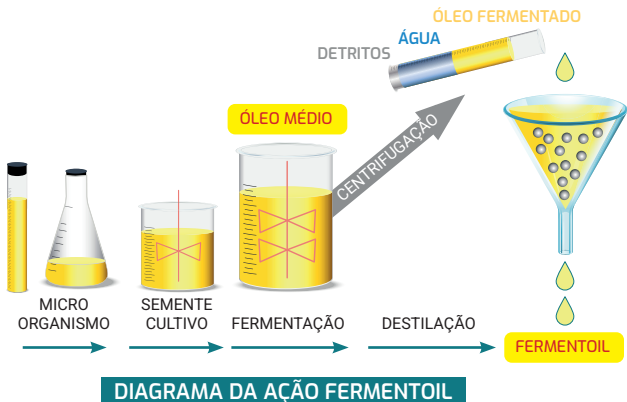 ÓLEO FERMENTADO
ÁGUA
DETRITOS
ÓLEO MÉDIO
CENTRIFUGAÇÃO
MICRO
ORGANISMO
SEMENTE
CULTIVO
FERMENTAÇÃO
DESTILAÇÃO
FERMENTOIL
DIAGRAMA DA AÇÃO FERMENTOIL